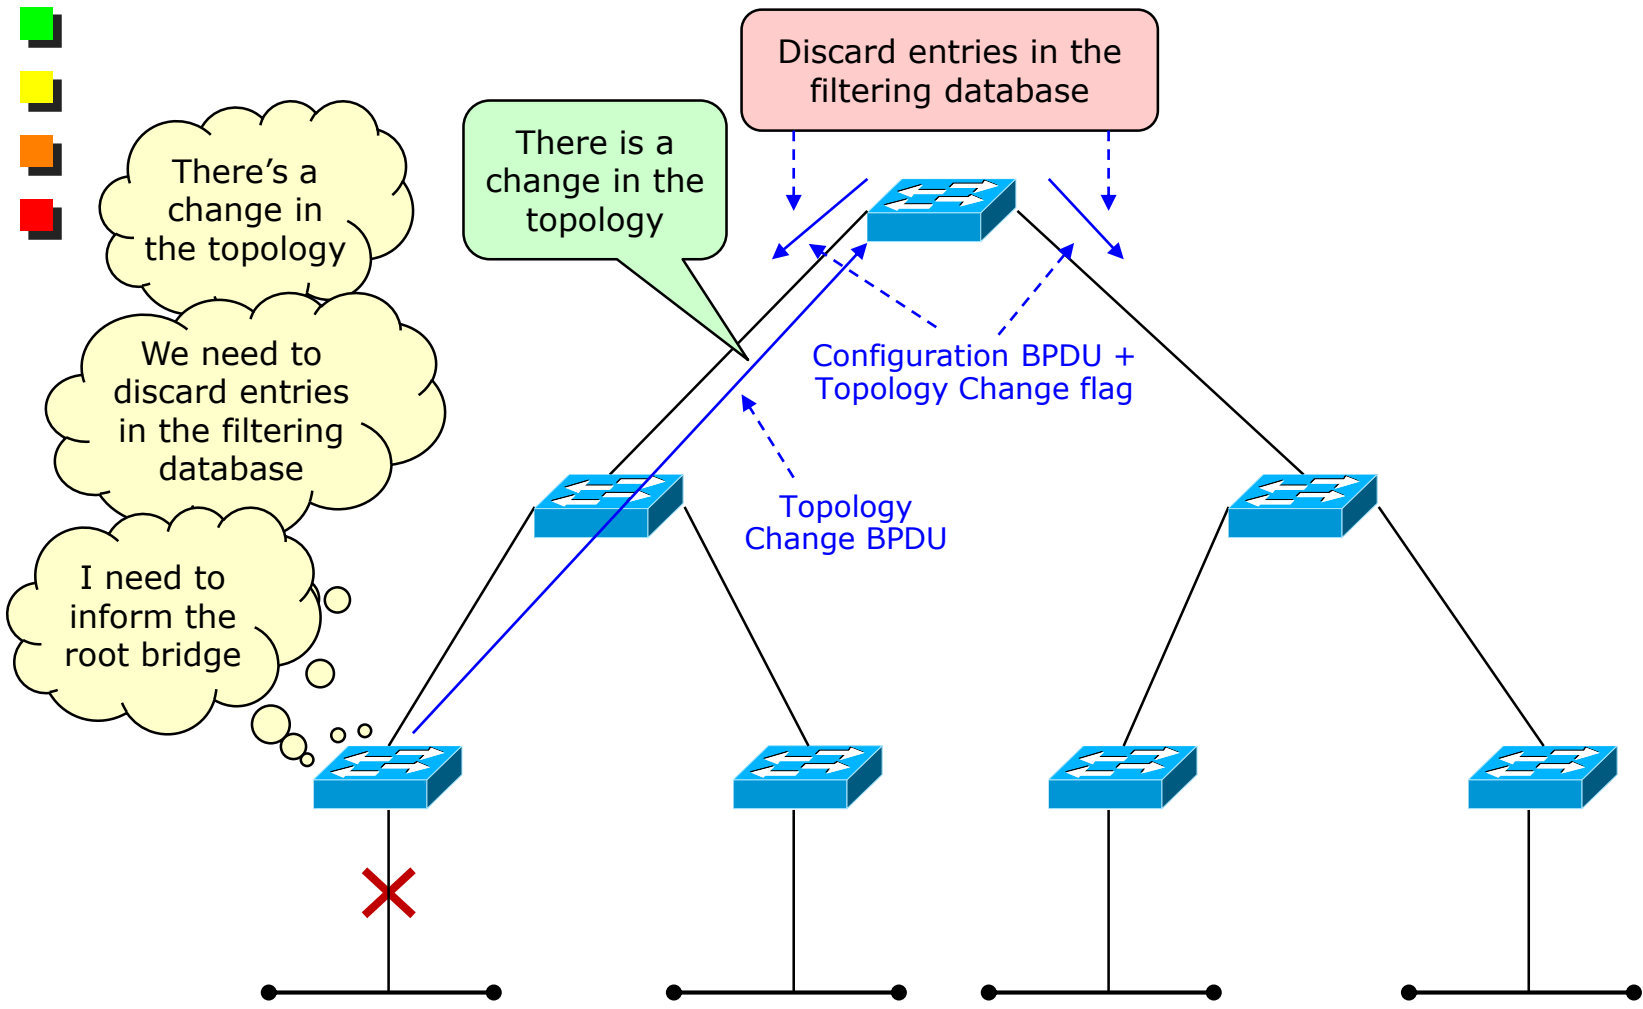 Discard entries in the
filtering database
There is a
change in the
topology
There's a
change in
the topology
We need to
discard entries
in the filtering
database
Configuration BPDU +
Topology Change flag
Topology
Change BPDU
I need to
inform the
root bridge